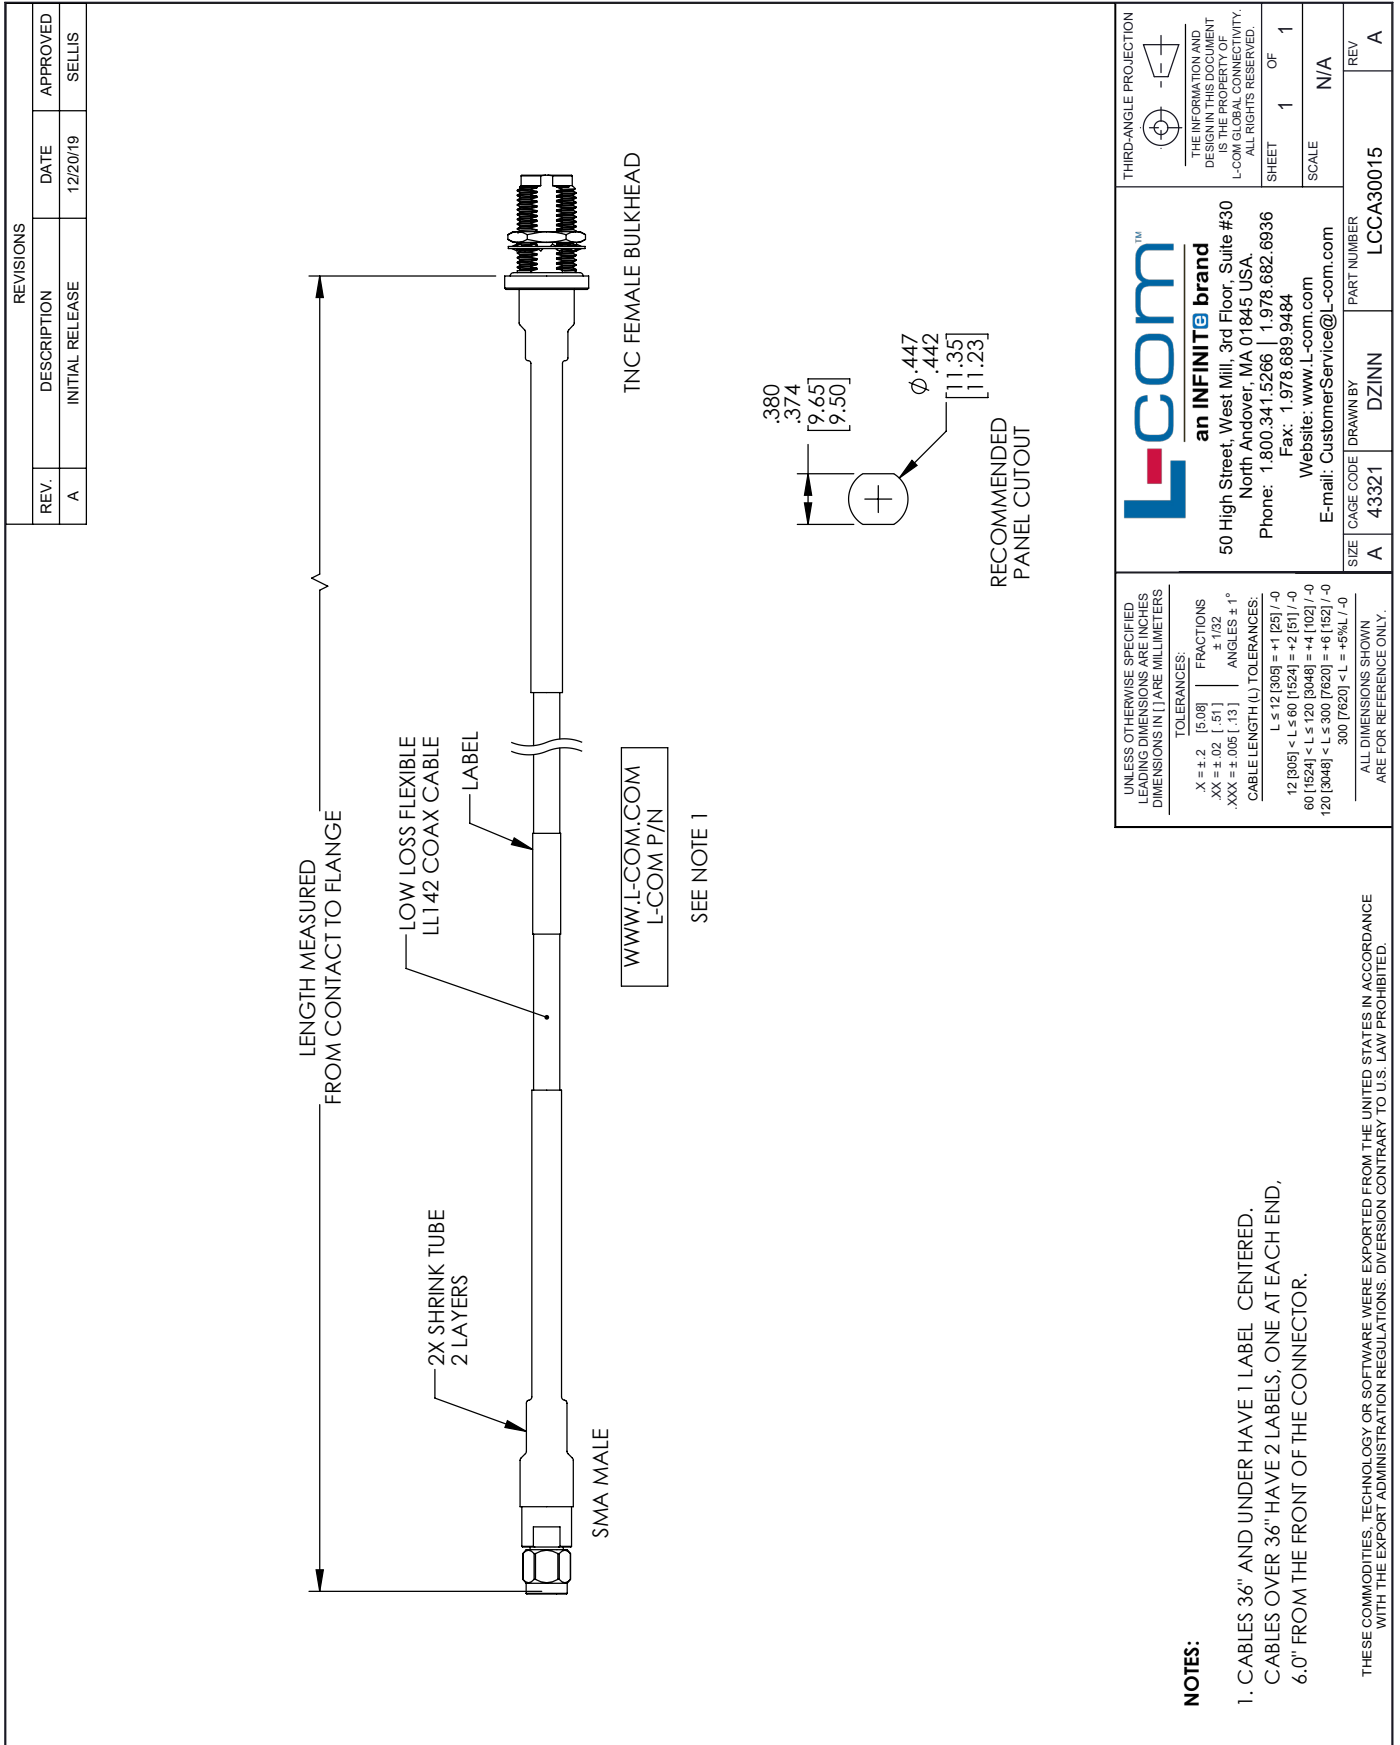 REVISIONS
REV. DESCRIPTION DATE APPROVED
A INITIAL RELEASE 12/20/19 SELLIS
LENGTH MEASURED
FROM CONTACT TO FLANGE
LOW LOSS FLEXIBLE
LL142 COAX CABLE
LABEL
2X SHRINK TUBE
2 LAYERS
SMA MALE
TNC FEMALE BULKHEAD
WWW.L-COM.COM
L-COM P/N
SEE NOTE 1
.380
.374
[9.65]
[9.50]
Ø .447
.442
[11.35]
[11.23]
RECOMMENDED
PANEL CUTOUT
NOTES:
1. CABLES 36" AND UNDER HAVE 1 LABEL CENTERED.
CABLES OVER 36" HAVE 2 LABELS, ONE AT EACH END,
6.0" FROM THE FRONT OF THE CONNECTOR.
THESE COMMODITIES, TECHNOLOGY OR SOFTWARE WERE EXPORTED FROM THE UNITED STATES IN ACCORDANCE
WITH THE EXPORT ADMINISTRATION REGULATIONS. DIVERSION CONTRARY TO U.S. LAW PROHIBITED.
UNLESS OTHERWISE SPECIFIED
LEADING DIMENSIONS ARE INCHES
DIMENSIONS IN [ ] ARE MILLIMETERS
TOLERANCES:
.X = ± .2 [5.08] FRACTIONS
.XX = ± .02 [ .51 ] ± 1/32
.XXX = ± .005 [ .13 ] ANGLES ± 1°
CABLE LENGTH (L) TOLERANCES:
L ≤ 12 [305] = +1 [25] / -0
12 [305] < L ≤ 60 [1524] = +2 [51] / -0
60 [1524] < L ≤ 120 [3048] = +4 [102] / -0
120 [3048] < L ≤ 300 [7620] = +6 [152] / -0
300 [7620] < L = +5%L / -0
ALL DIMENSIONS SHOWN
ARE FOR REFERENCE ONLY.
L-com™
an INFINITe brand
50 High Street, West Mill, 3rd Floor, Suite #30
North Andover, MA 01845 USA.
Phone: 1.800.341.5266 | 1.978.682.6936
Fax: 1.978.689.9484
Website: www.L-com.com
E-mail: CustomerService@L-com.com
THIRD-ANGLE PROJECTION
THE INFORMATION AND
DESIGN IN THIS DOCUMENT
IS THE PROPERTY OF
L-COM GLOBAL CONNECTIVITY.
ALL RIGHTS RESERVED.
SHEET 1 OF 1
SCALE N/A
SIZE CAGE CODE DRAWN BY PART NUMBER REV
A 43321 DZINN LCCA30015 A